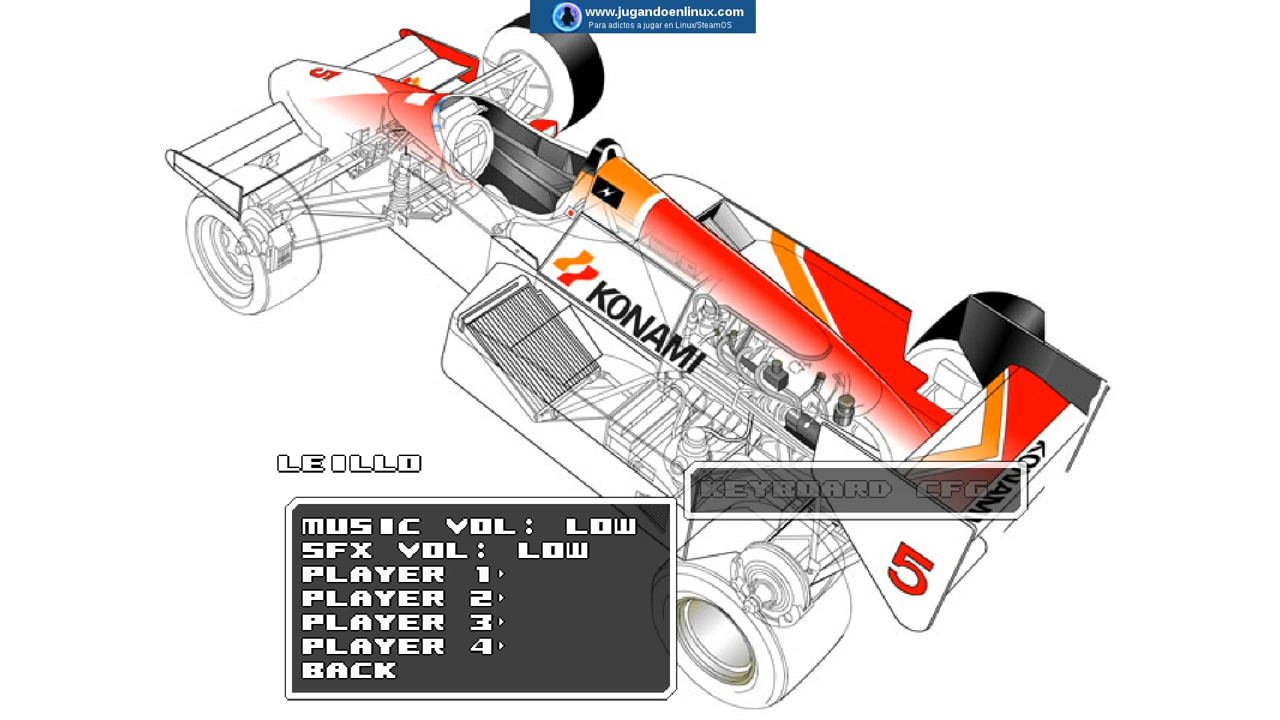 www.jugandoenlinux.com
Para adictos a jugar en Linux/SteamOS
5
KONAMI
LEILLO
KEYBOARD CFG
KONAMI
MUSIC VOL: LOW
SFX VOL: LOW
PLAYER 1
PLAYER 2
PLAYER 3
PLAYER 4
BACK
5